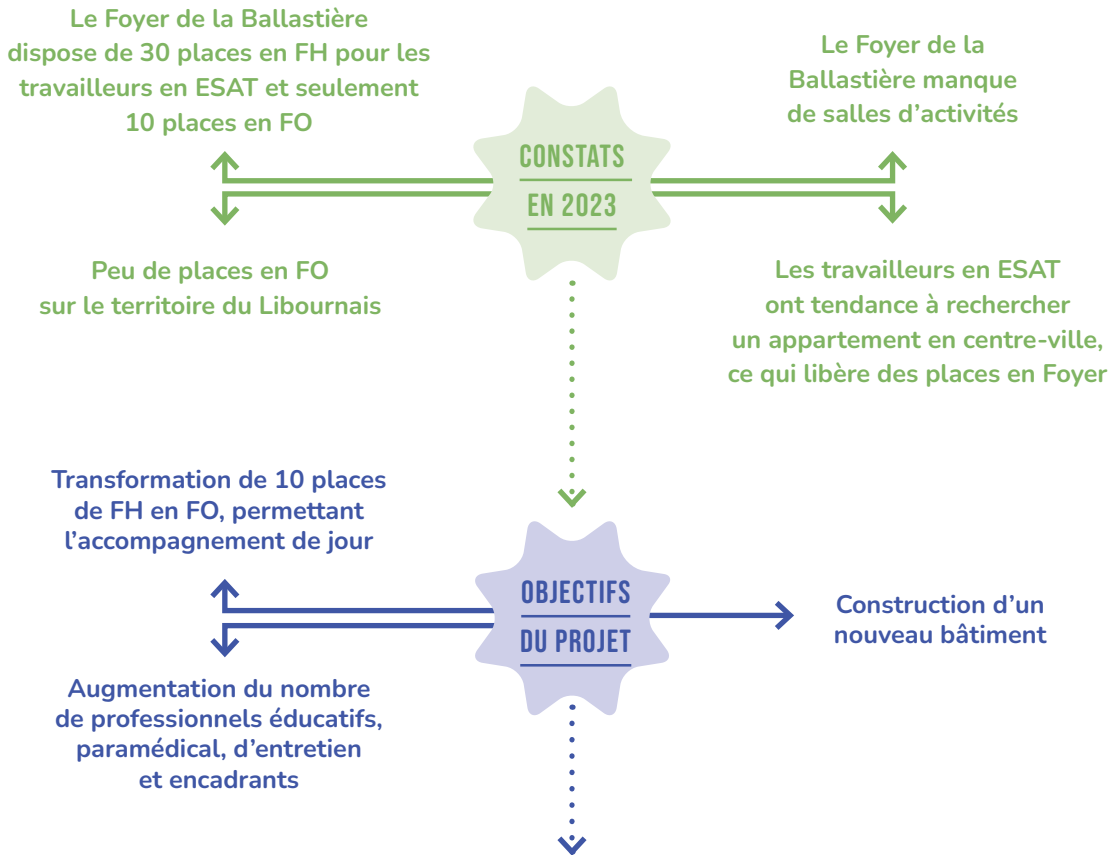 Le Foyer de la Ballastière
dispose de 30 places en FH pour les
travailleurs en ESAT et seulement
10 places en FO
Le Foyer de la
Ballastière manque
de salles d’activités
CONSTATS
EN 2023
Peu de places en FO
sur le territoire du Libournais
Les travailleurs en ESAT
ont tendance à rechercher
un appartement en centre-ville,
ce qui libère des places en Foyer
Transformation de 10 places
de FH en FO, permettant
l’accompagnement de jour
OBJECTIFS
DU PROJET
Construction d’un
nouveau bâtiment
Augmentation du nombre
de professionnels éducatifs,
paramédical, d’entretien
et encadrants